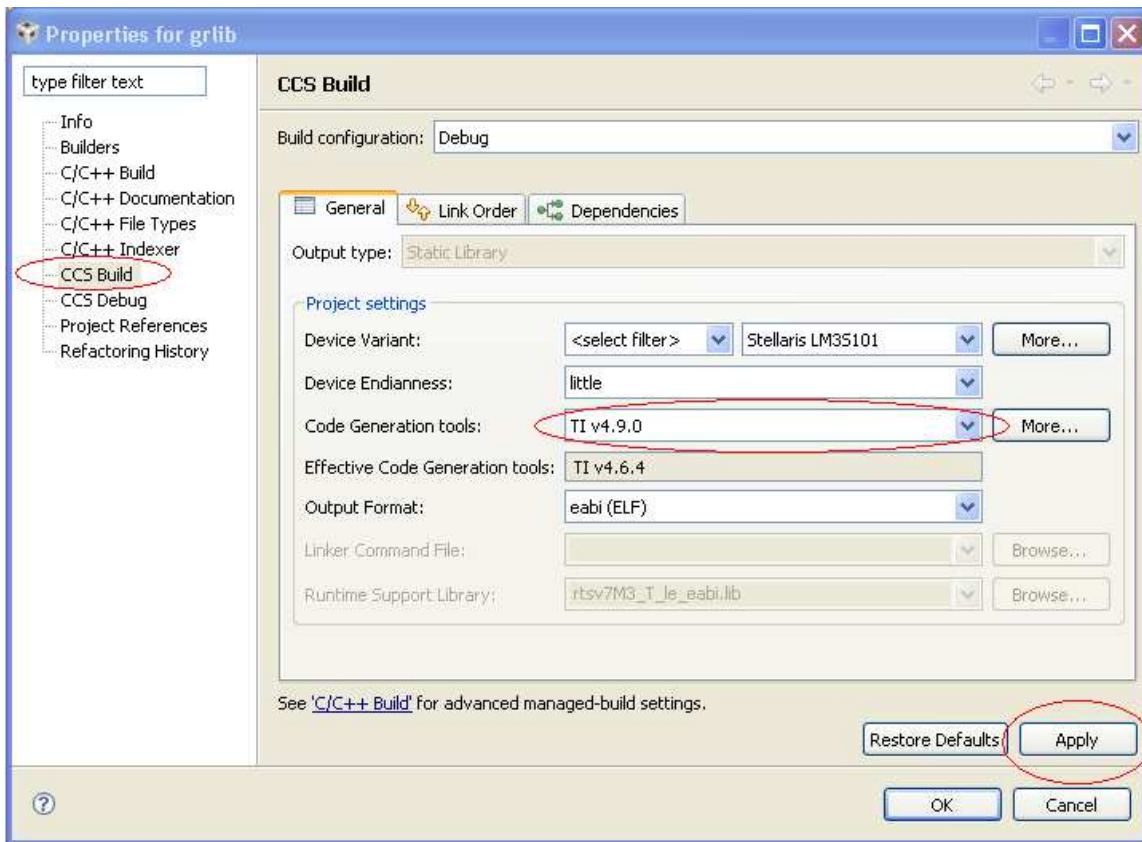 Properties for grlib
type filter text
Info
Builders
C/C++ Build
C/C++ Documentation
C/C++ File Types
C/C++ Indexer
CCS Build
CCS Debug
Project References
Refactoring History
CCS Build
Build configuration: Debug
General Link Order Dependencies
Output type: Static Library
Project settings
Device Variant: <select filter> Stellaris LM3S101 More...
Device Endianness: little
Code Generation tools: TI v4.9.0 More...
Effective Code Generation tools: TI v4.6.4
Output Format: eabi (ELF)
Linker Command File: Browse...
Runtime Support Library: rtsv7M3_T_le_eabi.lib Browse...
See 'C/C++ Build' for advanced managed-build settings.
Restore Defaults Apply
? OK Cancel